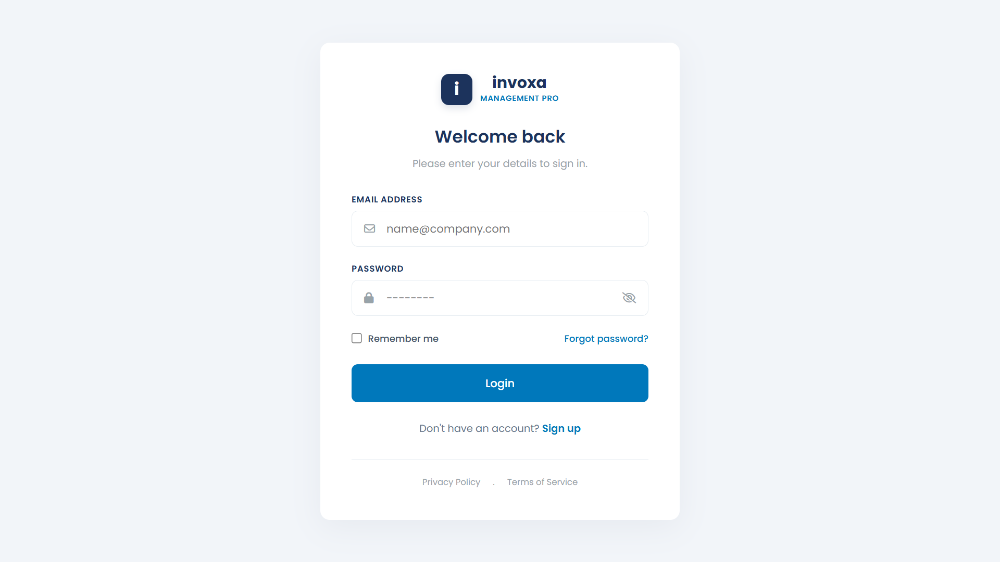 i
invoxa
MANAGEMENT PRO
Welcome back
Please enter your details to sign in.
EMAIL ADDRESS
name@company.com
PASSWORD
--------
Remember me
Forgot password?
Login
Don't have an account? Sign up
Privacy Policy . Terms of Service